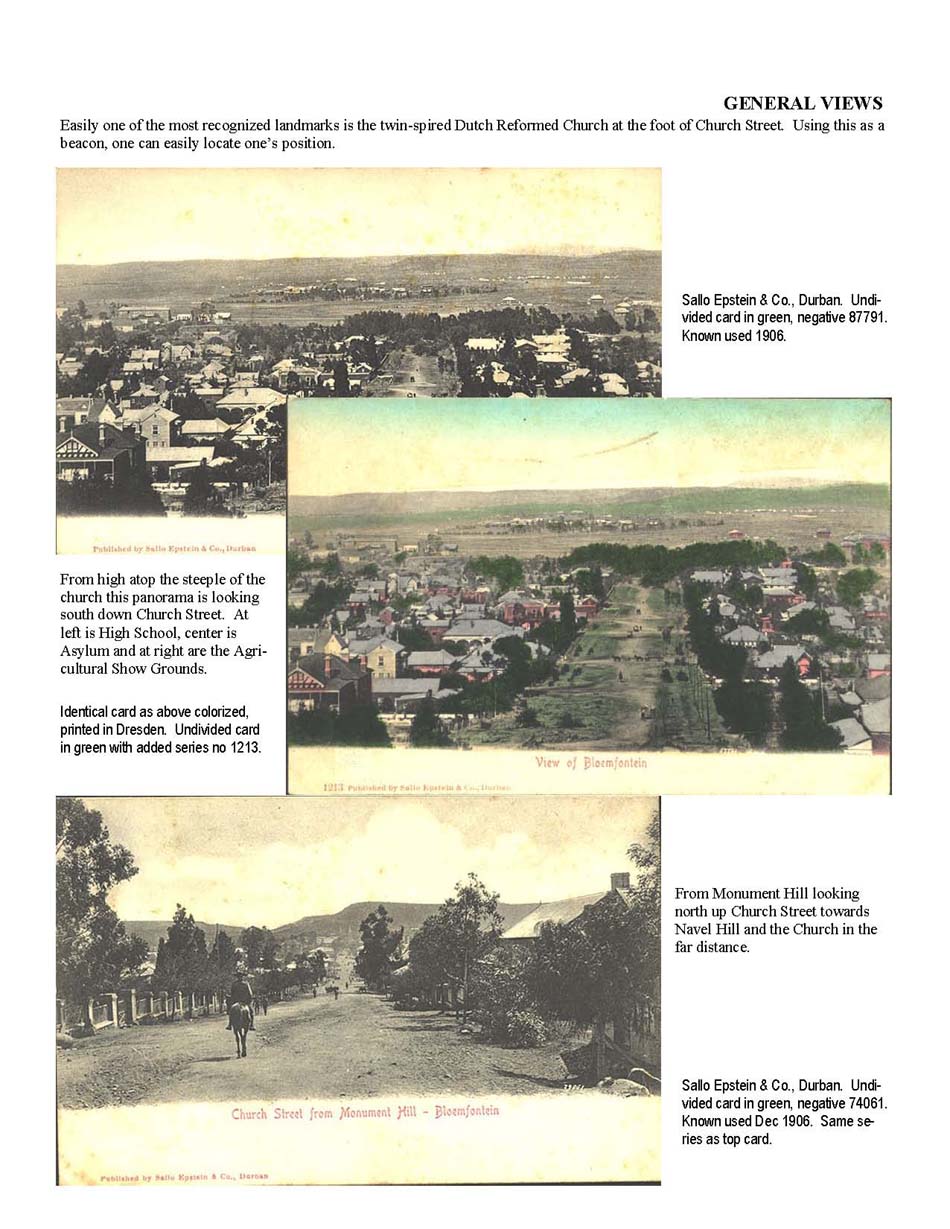 GENERAL VIEWS
Easily one of the most recognized landmarks is the twin-spired Dutch Reformed Church at the foot of Church Street.  Using this as a
beacon, one can easily locate one's position.
Sallo Epstein & Co., Durban.  Undi-
vided card in green, negative 87791.
Known used 1906.
Published by Sallo Epstein & Co., Durban
From high atop the steeple of the
church this panorama is looking
south down Church Street.  At
left is High School, center is
Asylum and at right are the Agri-
cultural Show Grounds.
Identical card as above colorized,
printed in Dresden.  Undivided card
in green with added series no 1213.
View of Bloemfontein
1213 Published by Sallo Epstein & Co., Durban
From Monument Hill looking
north up Church Street towards
Navel Hill and the Church in the
far distance.
Church Street from Monument Hill - Bloemfontein
Published by Sallo Epstein & Co., Durban
Sallo Epstein & Co., Durban.  Undi-
vided card in green, negative 74061.
Known used Dec 1906.  Same se-
ries as top card.